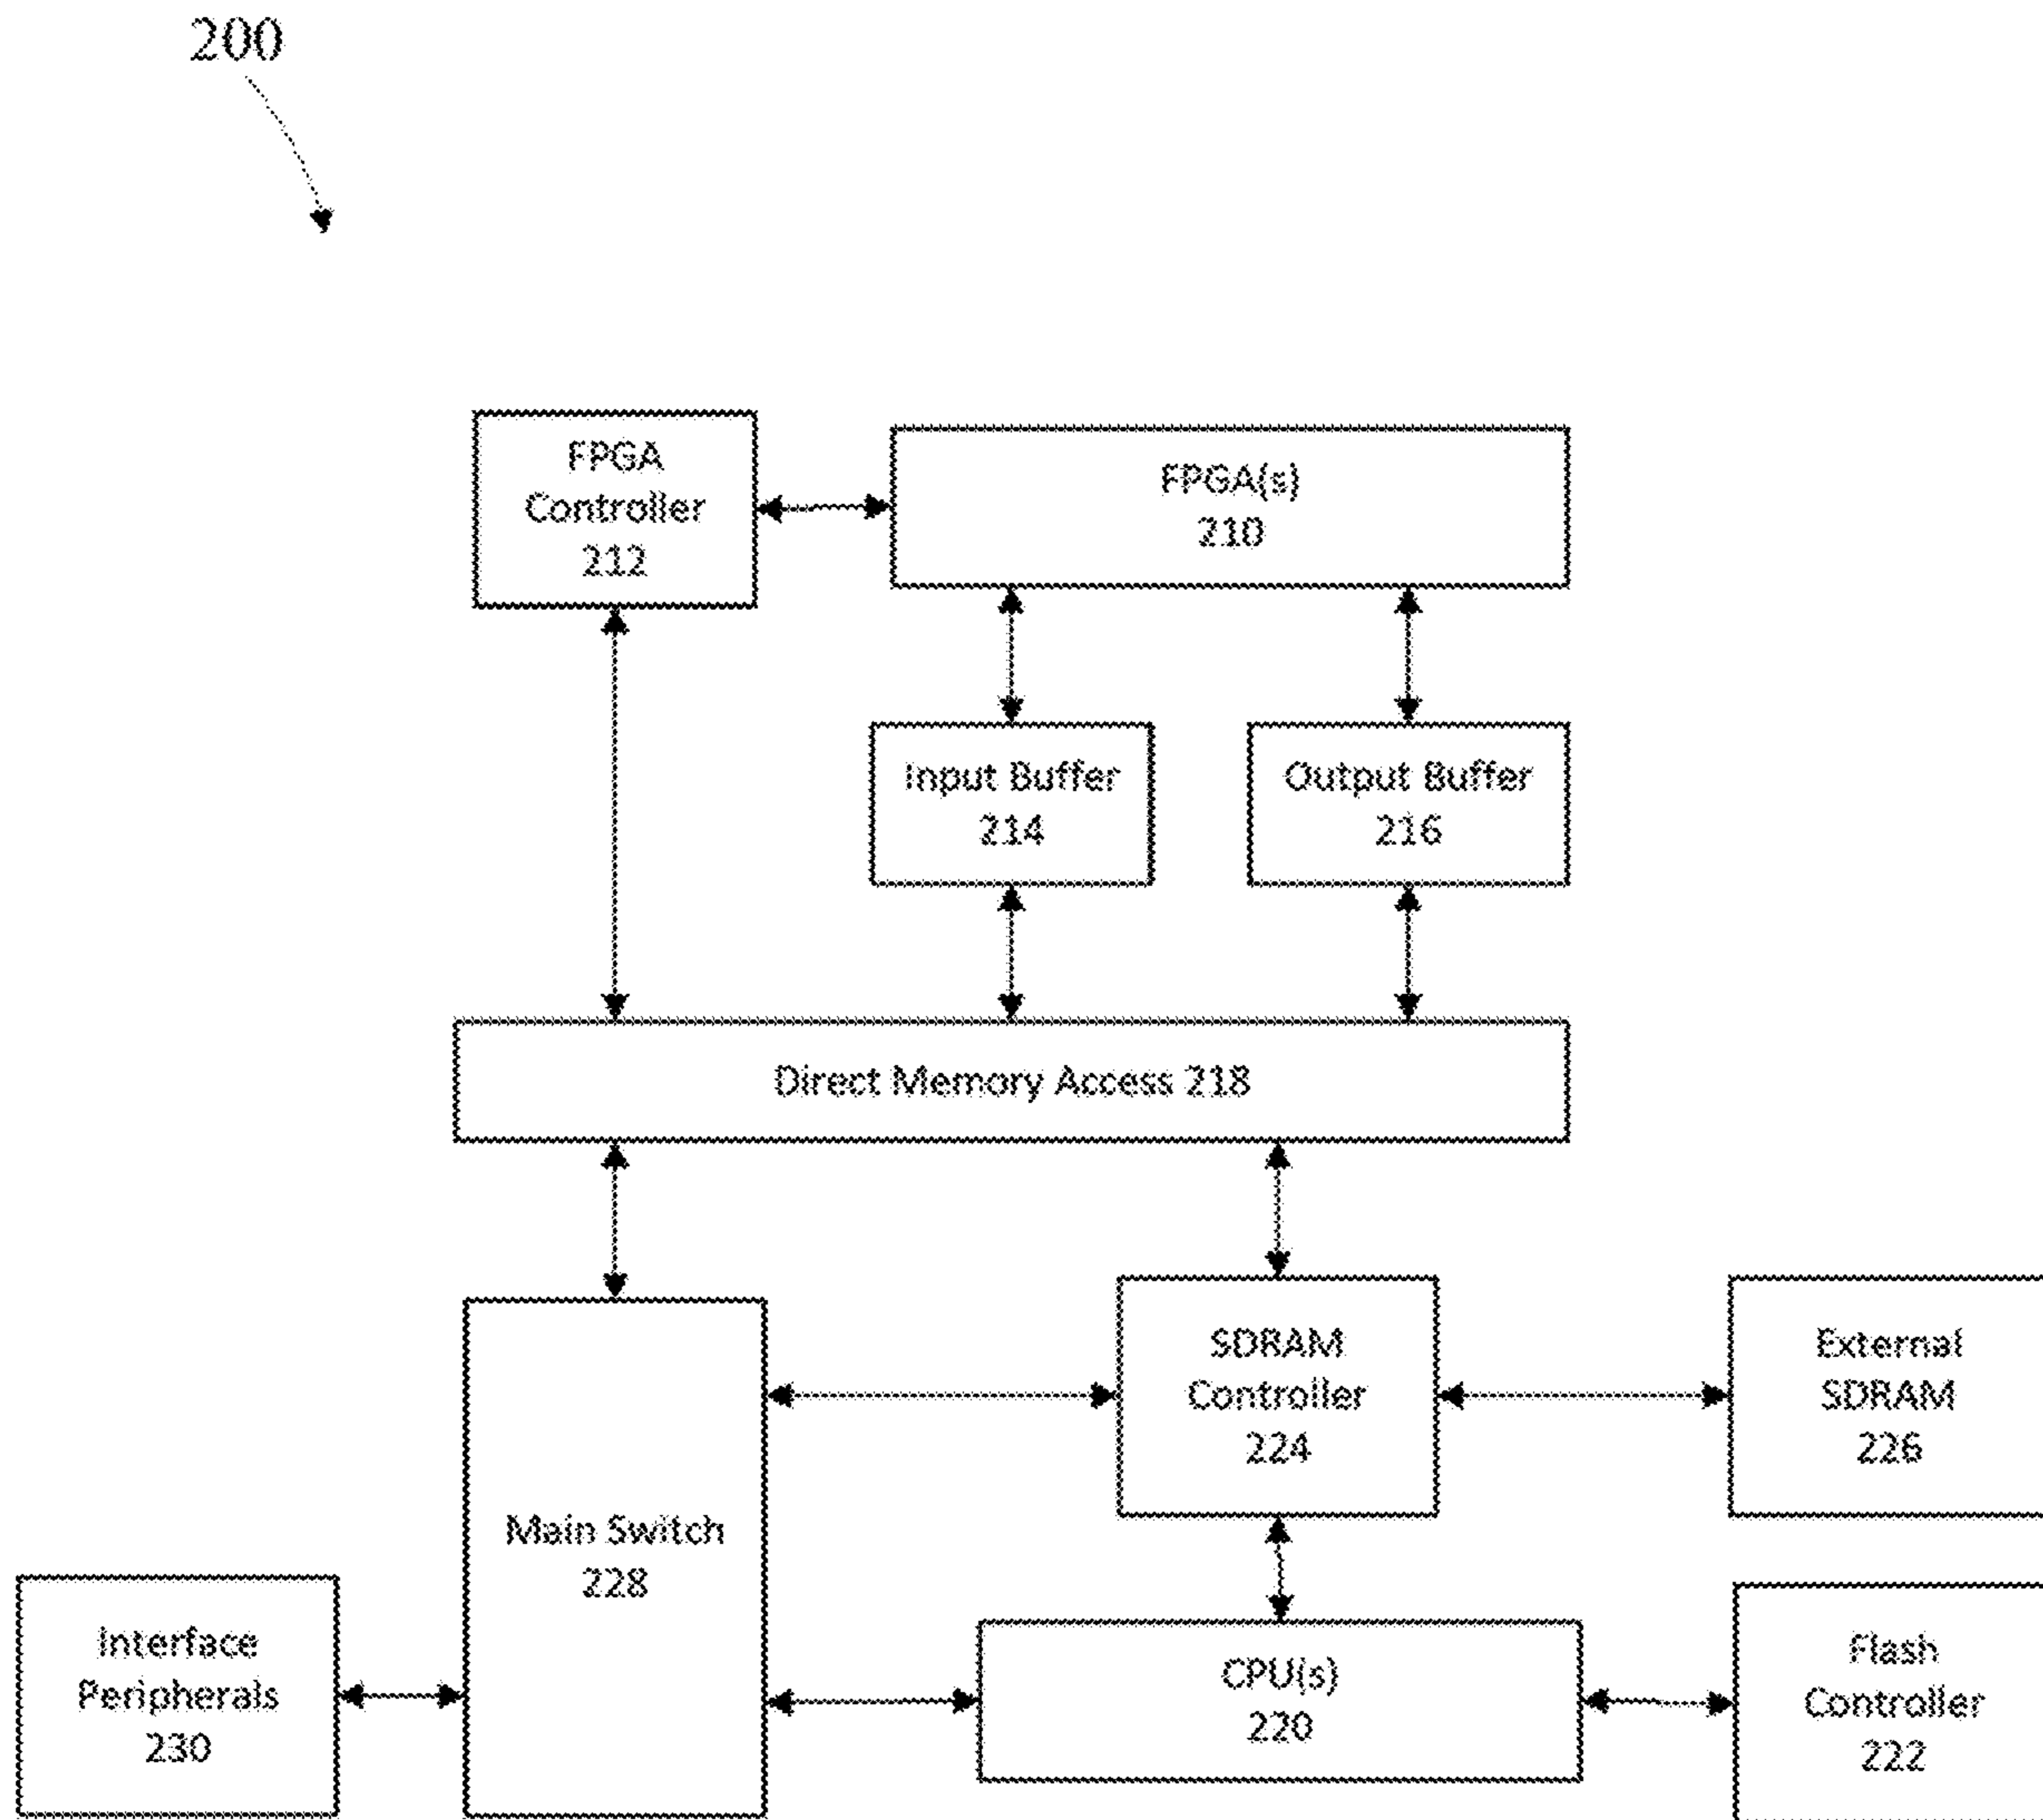 200
FPGA
Controller
212
FPGA(s)
210
Input Buffer
214
Output Buffer
216
Direct Memory Access 218
SDRAM
Controller
224
External
SDRAM
226
Main Switch
228
Interface
Peripherals
230
CPU(s)
220
Flash
Controller
222